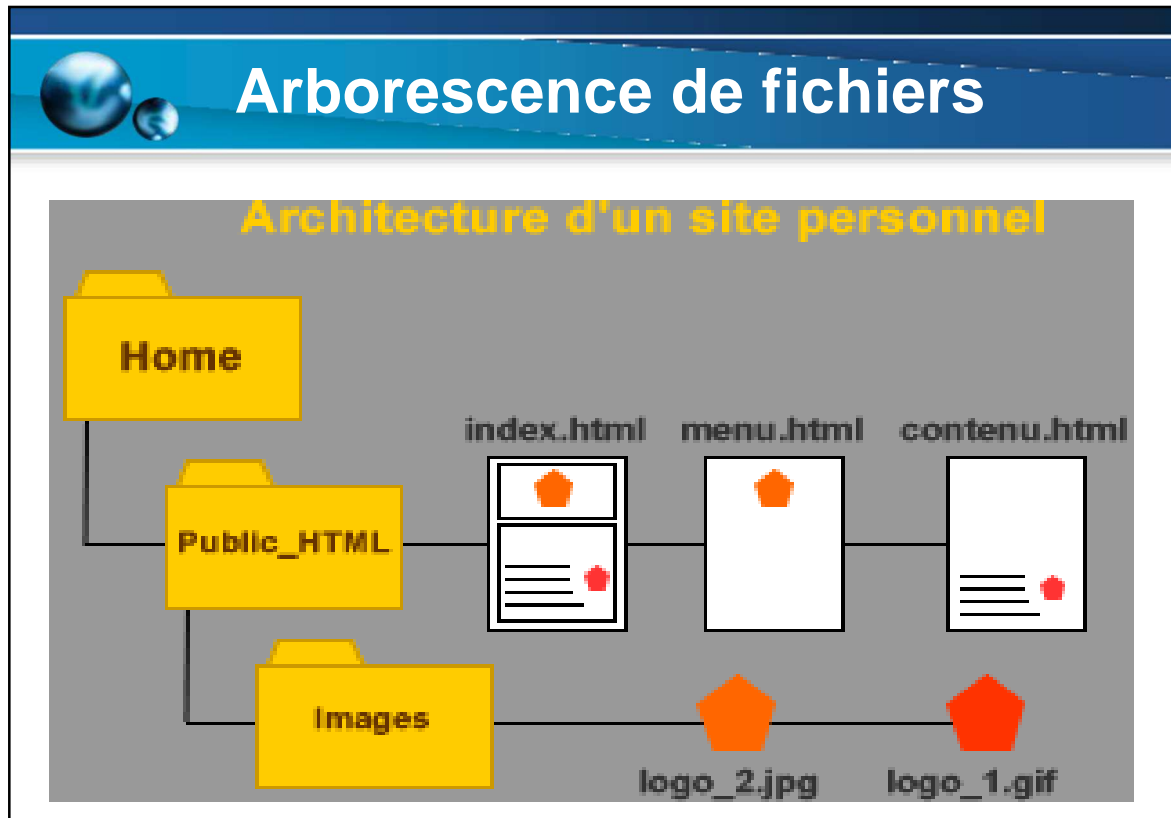 Arborescence de fichiers
Architecture d'un site personnel
Home
index.html menu.html contenu.html
Public_HTML
Images
logo_2.jpg logo_1.gif